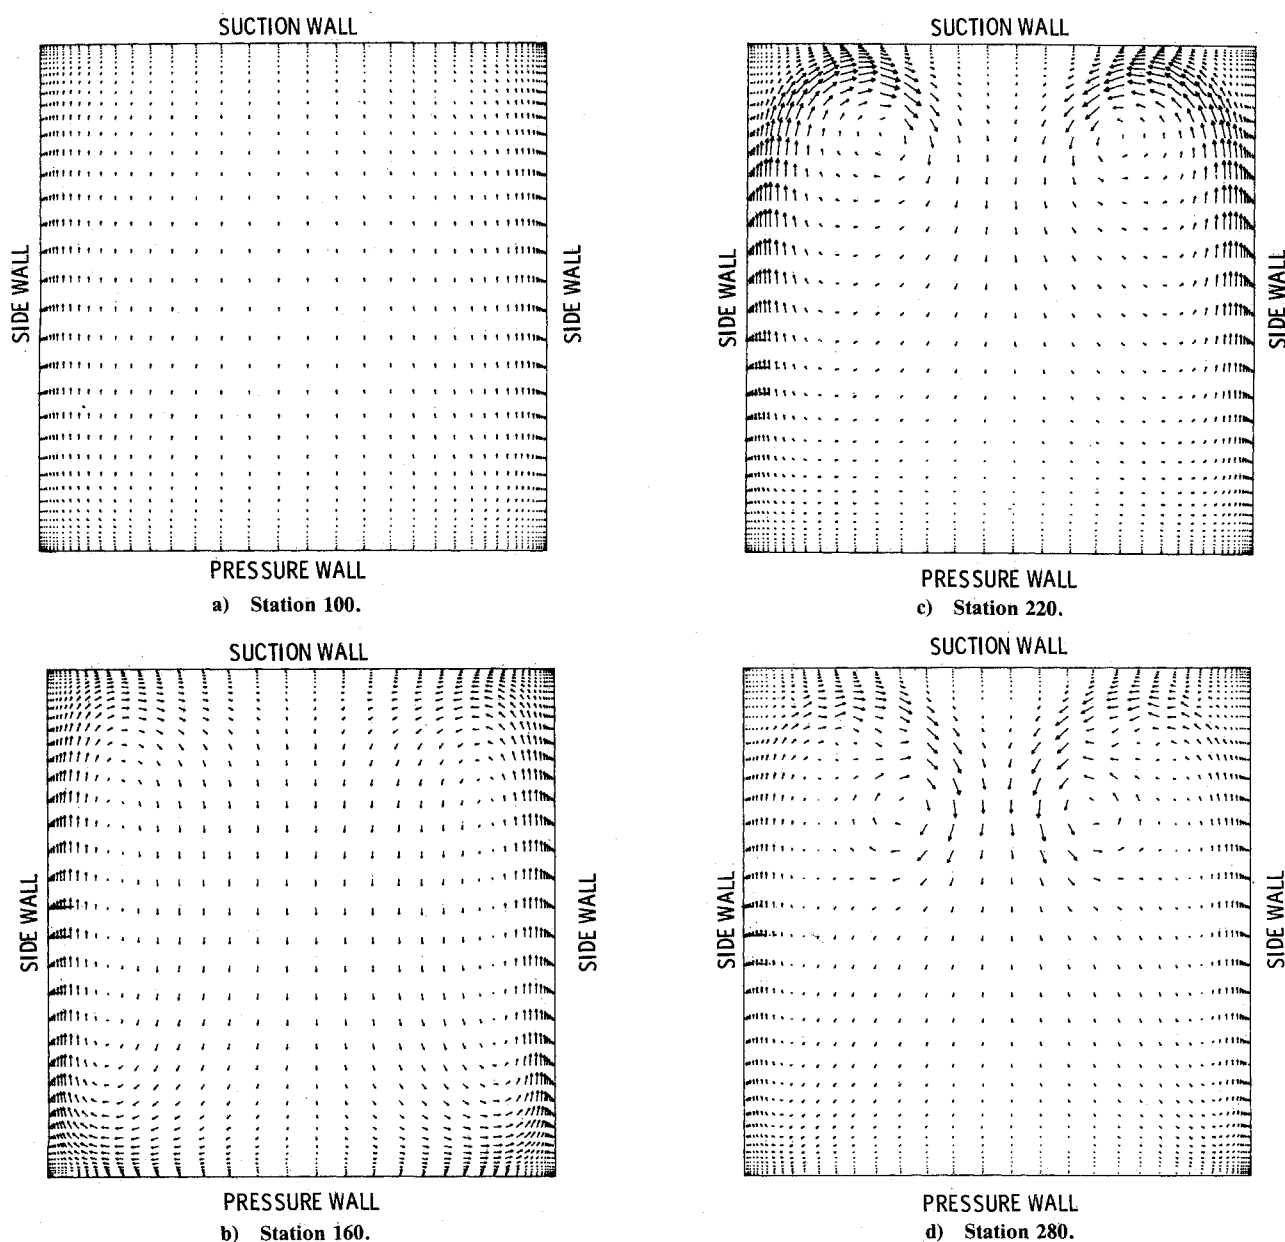 SUCTION WALL
SIDE WALL
SIDE WALL
PRESSURE WALL
a) Station 100.
SUCTION WALL
SIDE WALL
SIDE WALL
PRESSURE WALL
b) Station 160.
SUCTION WALL
SIDE WALL
SIDE WALL
PRESSURE WALL
c) Station 220.
SUCTION WALL
SIDE WALL
SIDE WALL
PRESSURE WALL
d) Station 280.